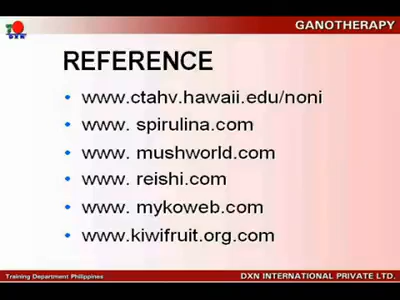 GANOTHERAPY
DXN
REFERENCE
• www.ctahv.hawaii.edu/noni
• www. spirulina.com
• www. mushworld.com
• www. reishi.com
• www. mykoweb.com
• www.kiwifruit.org.com
Training Department Philippines
DXN INTERNATIONAL PRIVATE LTD.